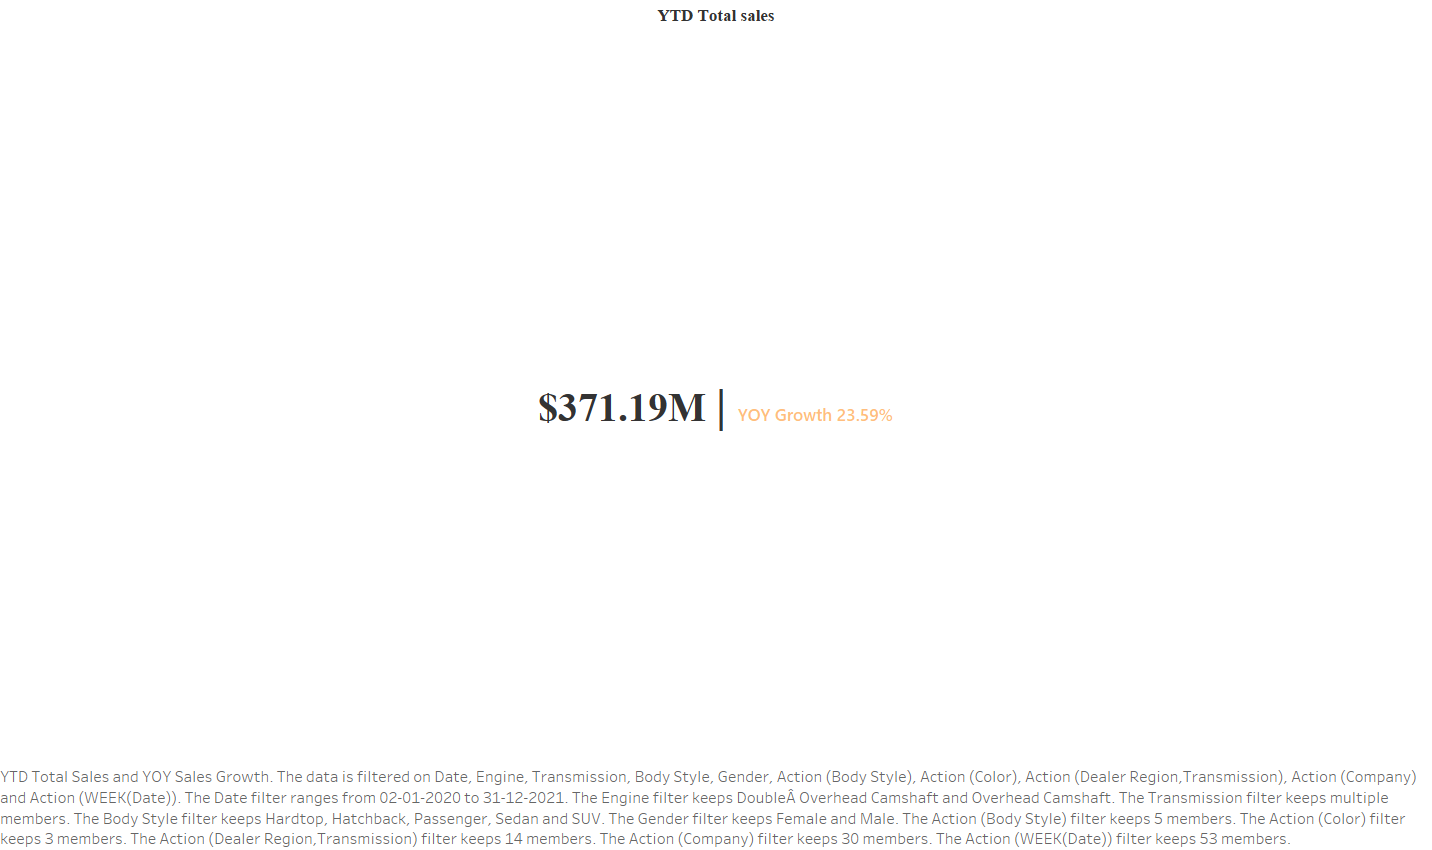 YTD Total sales
$371.19M | YOY Growth 23.59%
YTD Total Sales and YOY Sales Growth. The data is filtered on Date, Engine, Transmission, Body Style, Gender, Action (Body Style), Action (Color), Action (Dealer Region,Transmission), Action (Company)
and Action (WEEK(Date)). The Date filter ranges from 02-01-2020 to 31-12-2021. The Engine filter keeps DoubleÂ Overhead Camshaft and Overhead Camshaft. The Transmission filter keeps multiple
members. The Body Style filter keeps Hardtop, Hatchback, Passenger, Sedan and SUV. The Gender filter keeps Female and Male. The Action (Body Style) filter keeps 5 members. The Action (Color) filter
keeps 3 members. The Action (Dealer Region,Transmission) filter keeps 14 members. The Action (Company) filter keeps 30 members. The Action (WEEK(Date)) filter keeps 53 members.